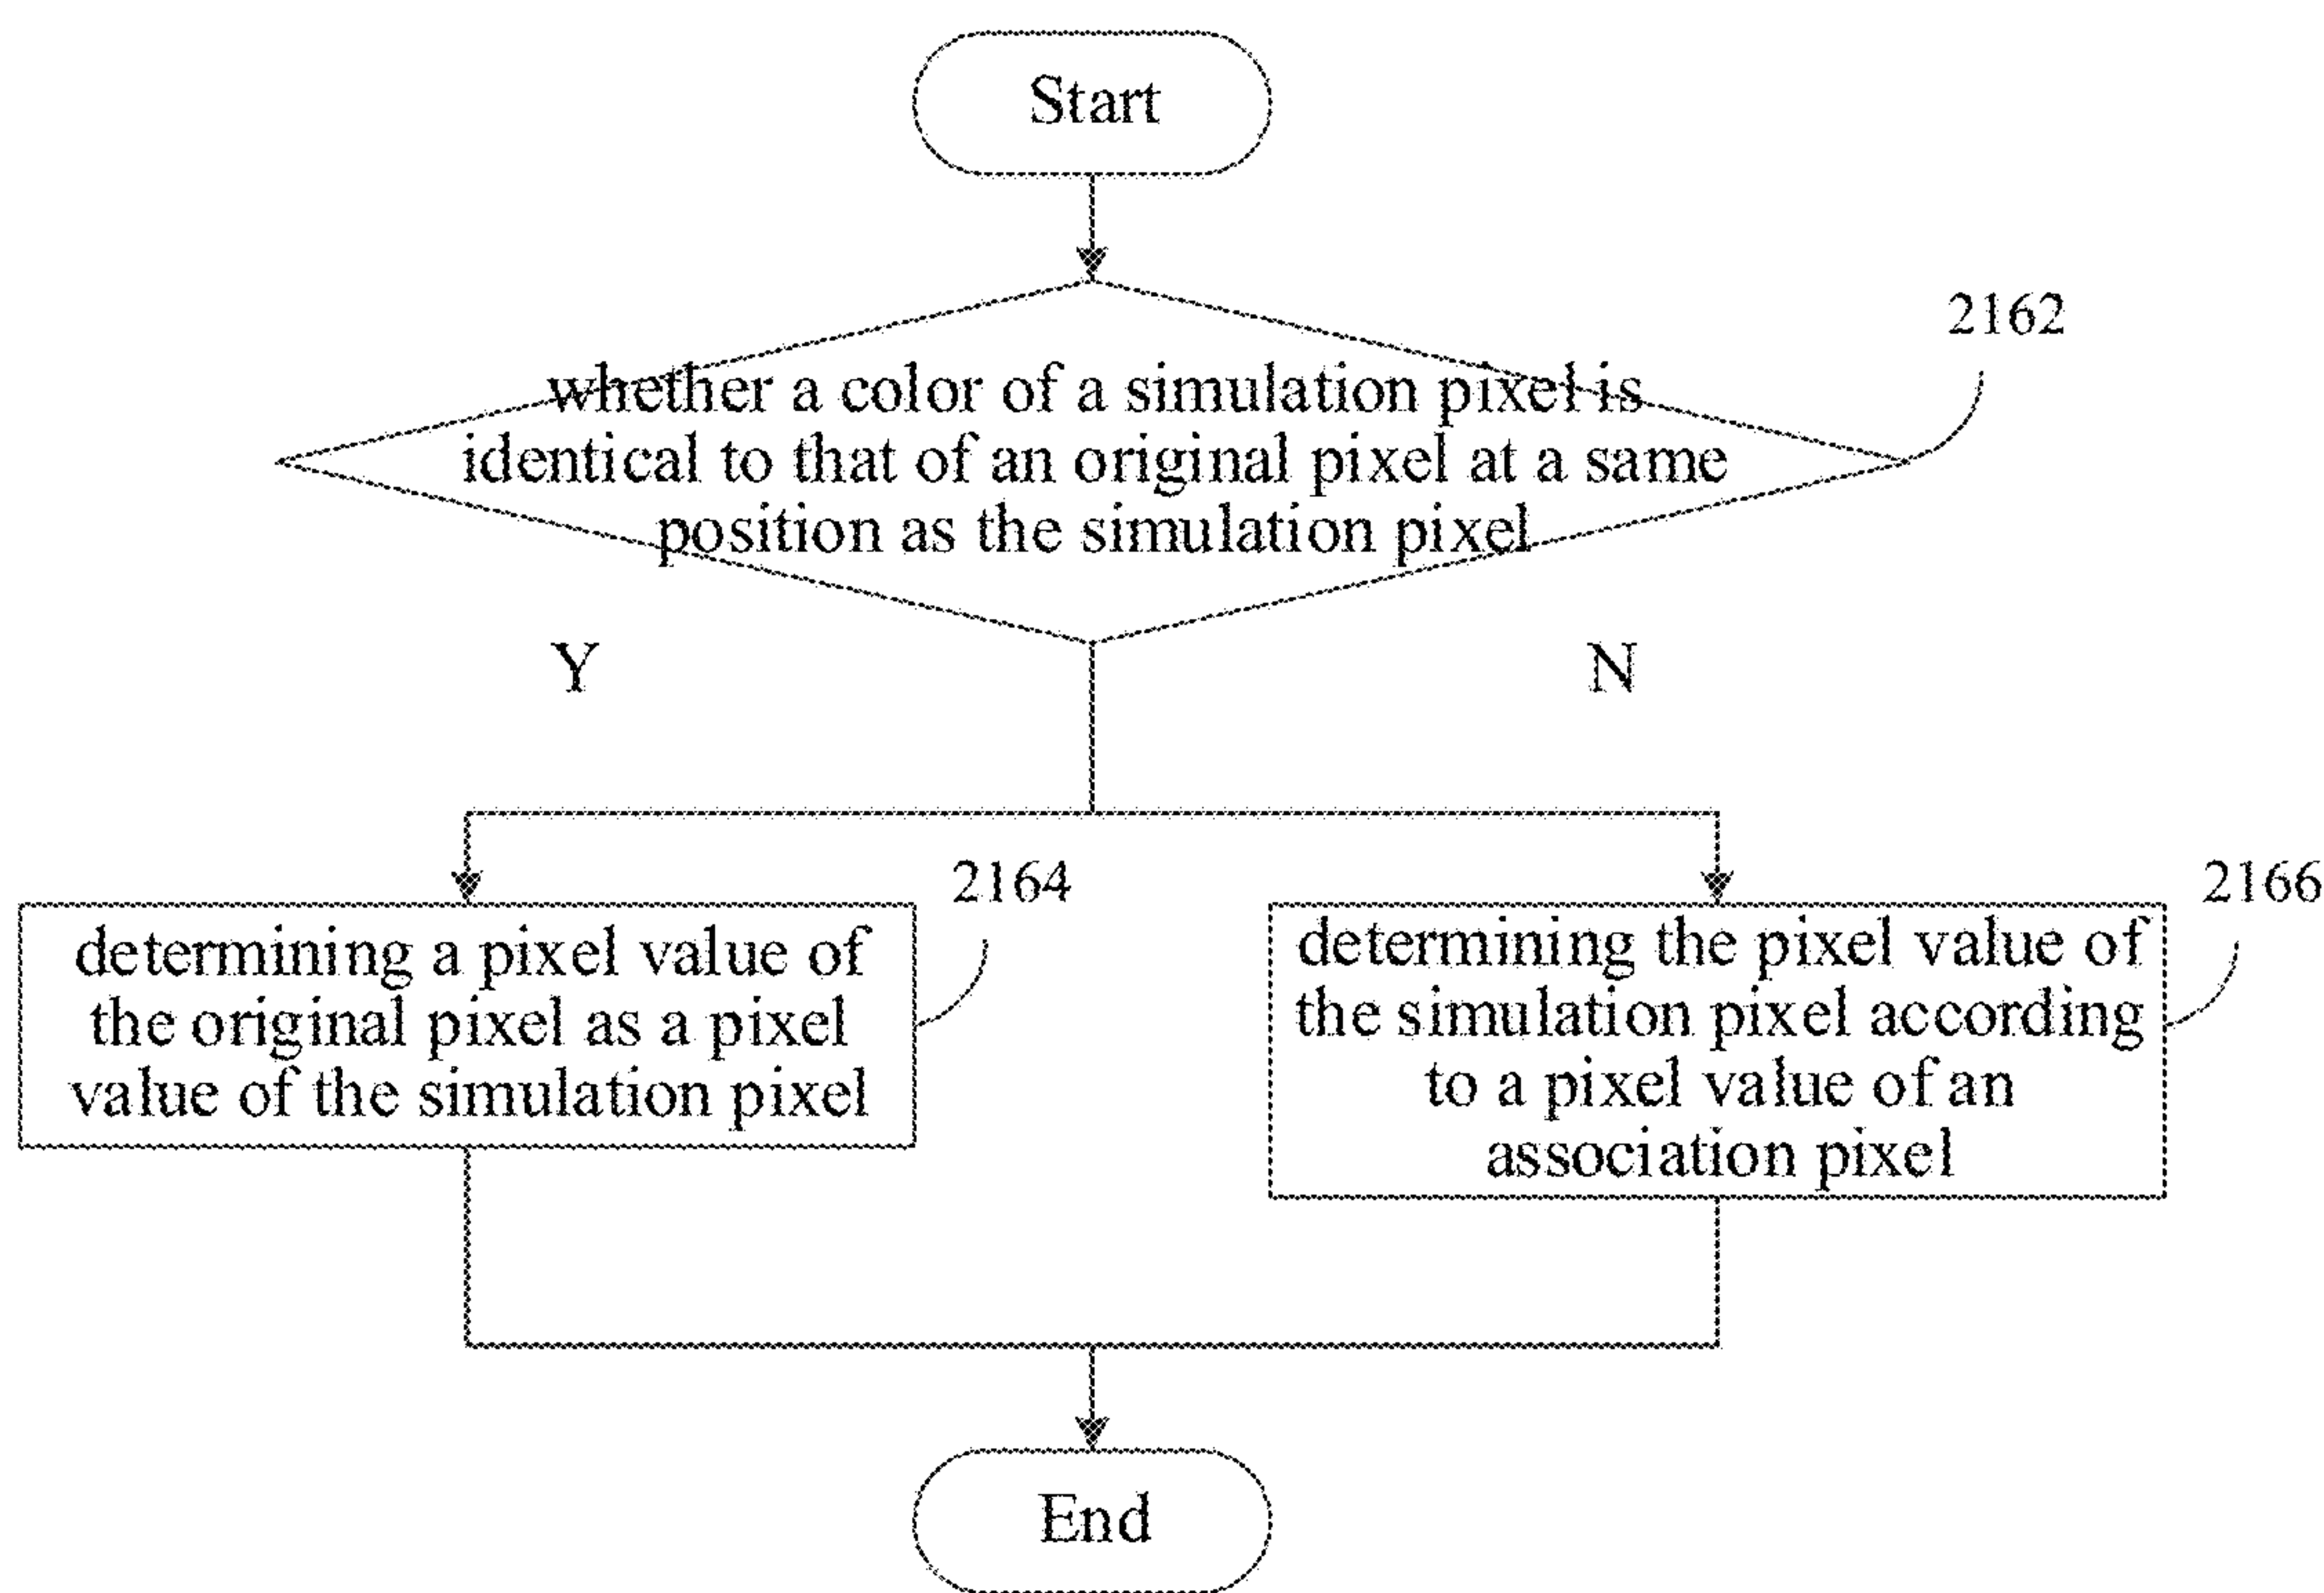 Start
2162
whether a color of a simulation pixel is
identical to that of an original pixel at a same
position as the simulation pixel
Y
N
2164
2166
determining a pixel value of
the original pixel as a pixel
value of the simulation pixel
determining the pixel value of
the simulation pixel according
to a pixel value of an
association pixel
End